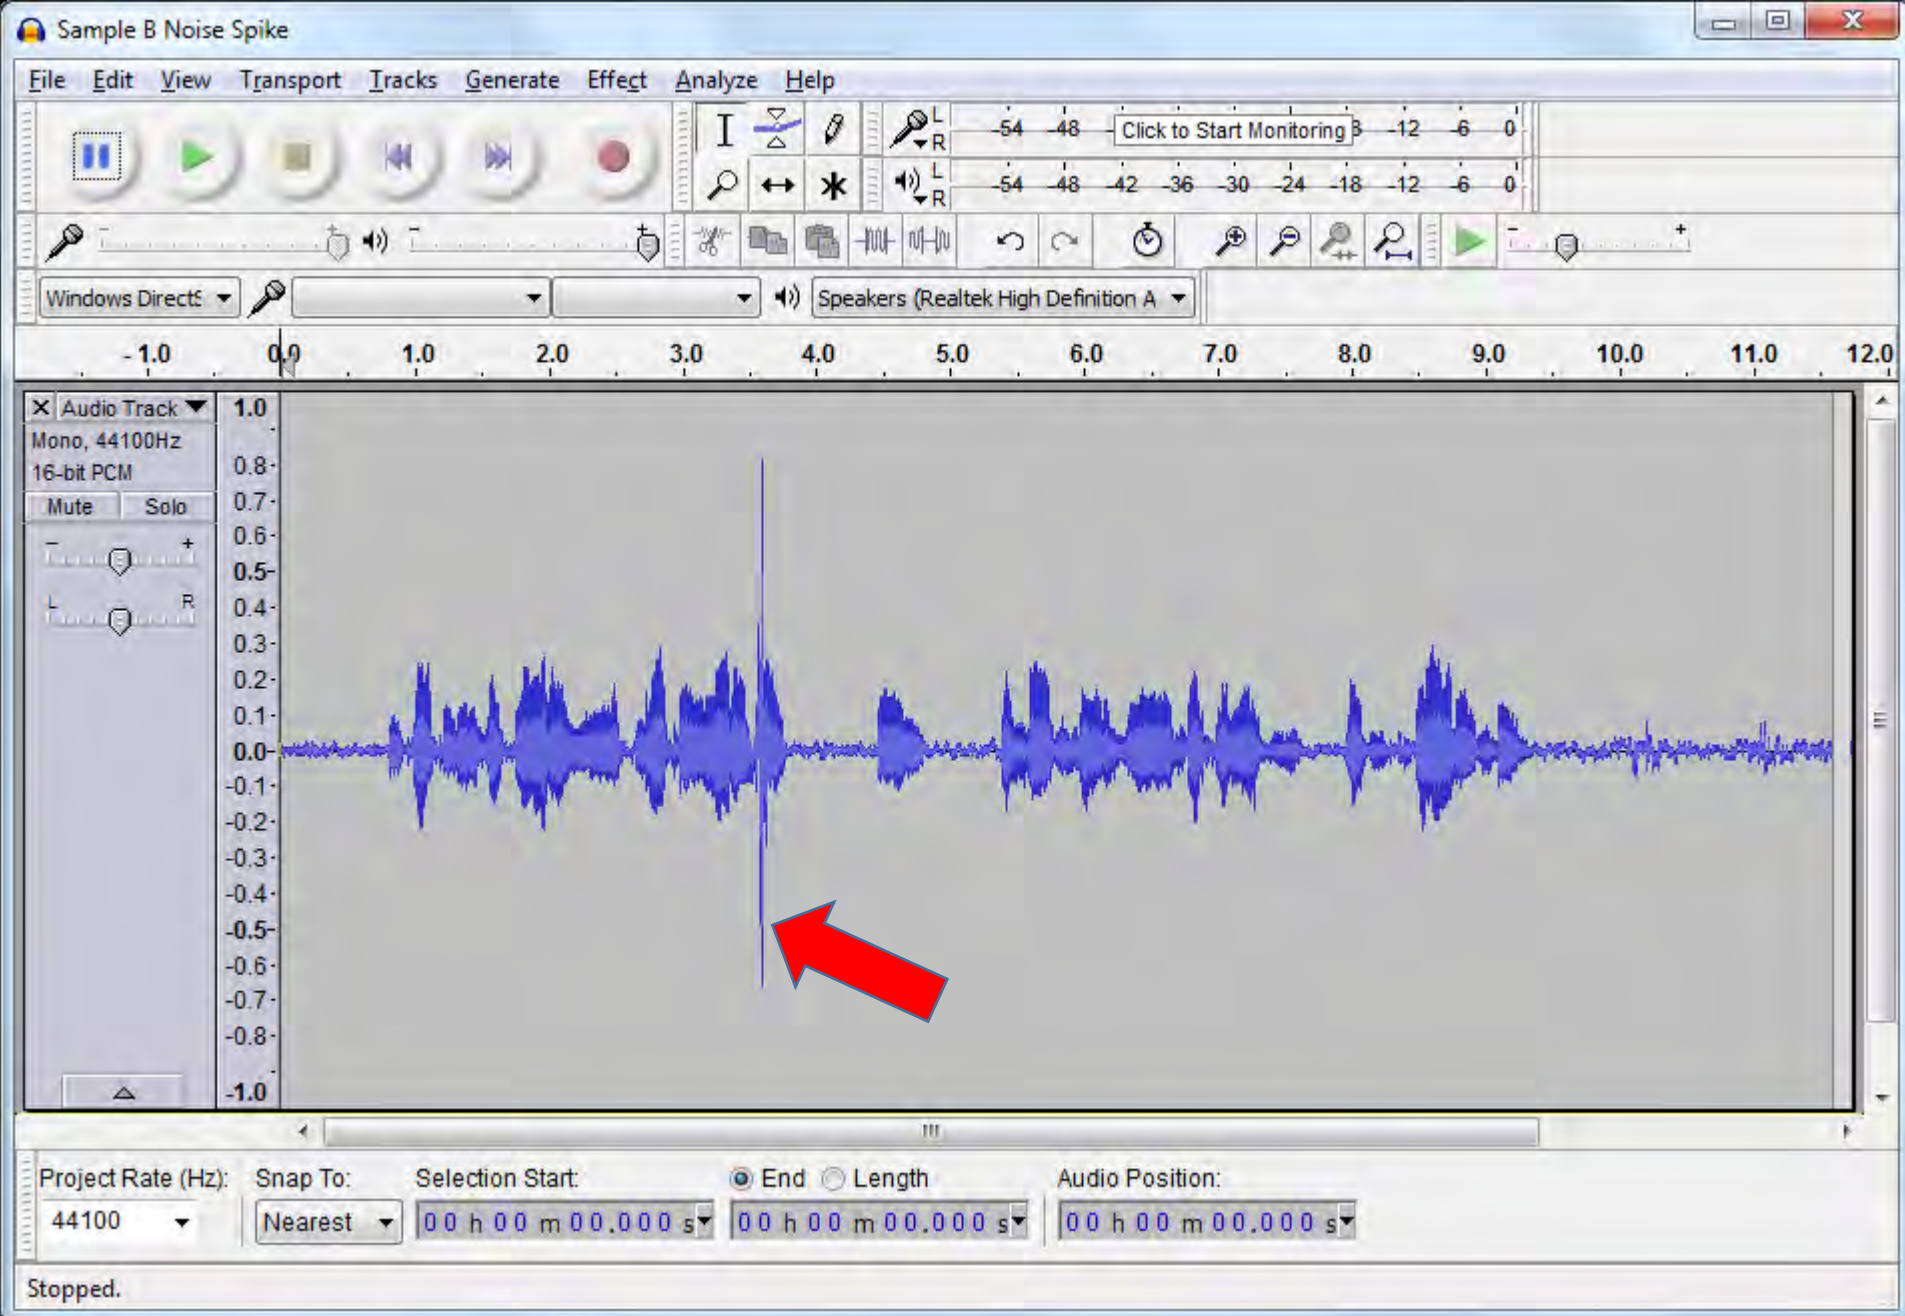 Sample B Noise Spike
File Edit View Transport Tracks Generate Effect Analyze Help
L R -54 -48 - Click to Start Monitoring 3 -12 -6 0
L R -54 -48 -42 -36 -30 -24 -18 -12 -6 0
- + - +
Windows DirectS Speakers (Realtek High Definition A
- 1.0 0.0 1.0 2.0 3.0 4.0 5.0 6.0 7.0 8.0 9.0 10.0 11.0 12.0
X Audio Track
Mono, 44100Hz
16-bit PCM
Mute Solo
- +
L R
1.0
0.8
0.7
0.6
0.5
0.4
0.3
0.2
0.1
0.0
-0.1
-0.2
-0.3
-0.4
-0.5
-0.6
-0.7
-0.8
-1.0
Project Rate (Hz): Snap To: Selection Start: End Length Audio Position:
44100 Nearest 00 h 00 m 00.000 s 00 h 00 m 00.000 s 00 h 00 m 00.000 s
Stopped.